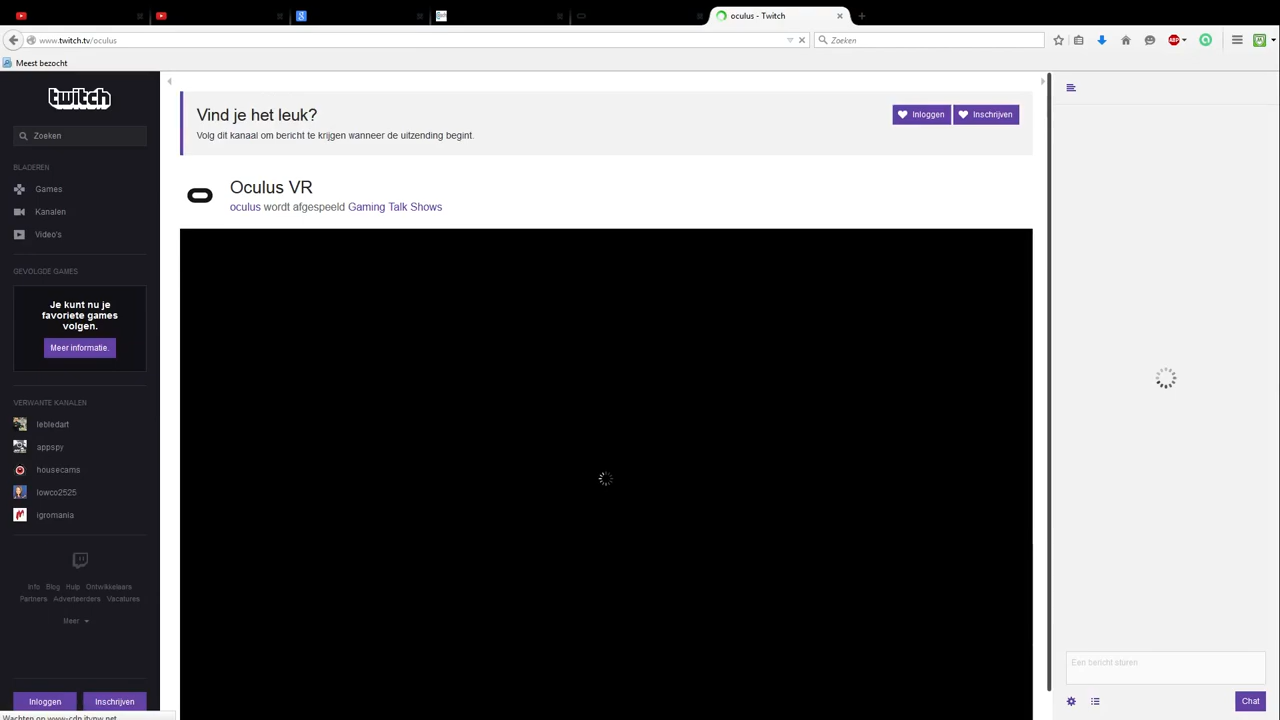 oculus - Twitch
www.twitch.tv/oculus
Zoeken
ABP
Meest bezocht
twitch
Zoeken
BLADEREN
Games
Kanalen
Video's
GEVOLGDE GAMES
Je kunt nu je
favoriete games
volgen.
Meer informatie.
VERWANTE KANALEN
lebledart
appspy
housecams
lowco2525
igromania
Info Blog Hulp Ontwikkelaars
Partners Adverteerders Vacatures
Meer
Inloggen Inschrijven
Vind je het leuk?
Volg dit kanaal om bericht te krijgen wanneer de uitzending begint.
Inloggen Inschrijven
Oculus VR
oculus wordt afgespeeld Gaming Talk Shows
Een bericht sturen
Chat